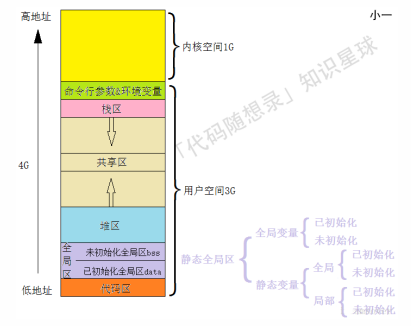 高地址
小一
内核空间1G
命令行参数&环境变量
栈区
「代码随想录」知识星球
共享区
4G
用户空间3G
堆区
全局区
未初始化全局区bss
已初始化全局区data
代码区
低地址
静态全局区
全局变量
已初始化
未初始化
静态变量
全局
已初始化
未初始化
局部
已初始化
未初始化